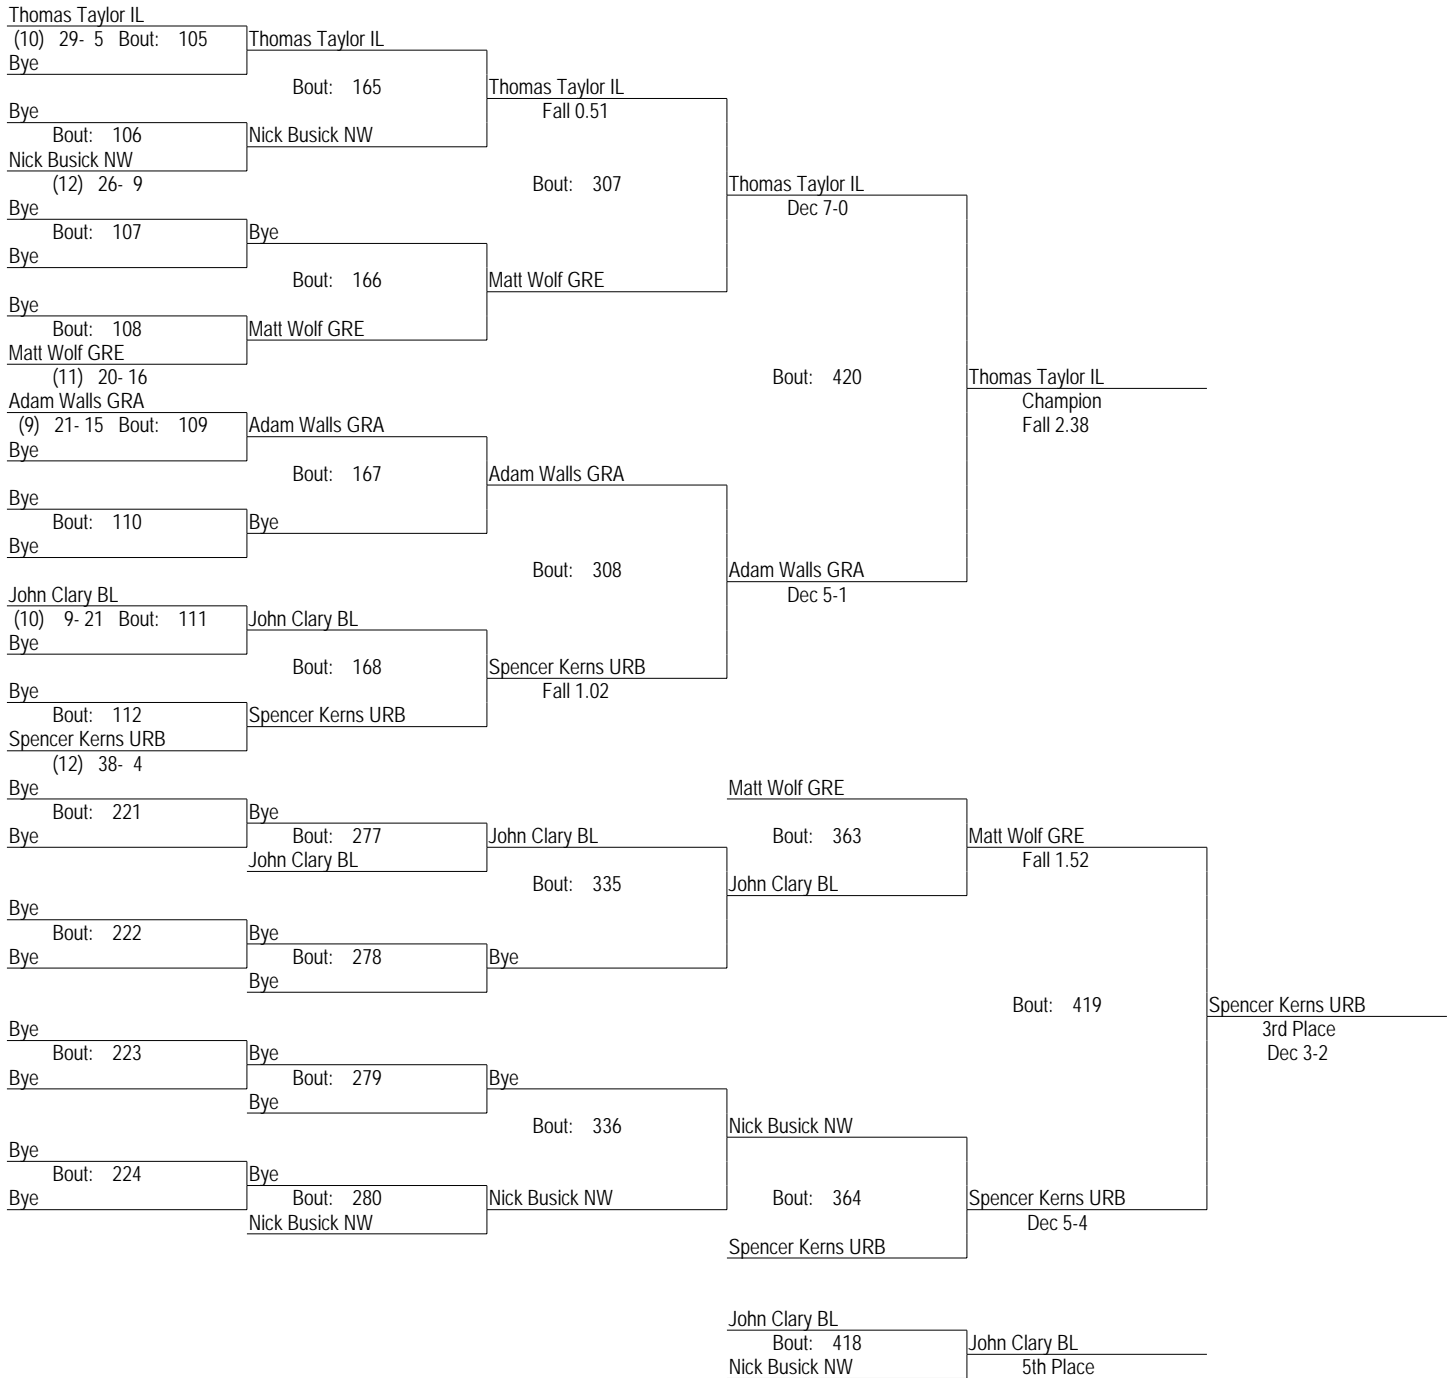 Thomas Taylor IL
(10) 29- 5 Bout: 105 Thomas Taylor IL
Bye
Bout: 165 Thomas Taylor IL
Bye Fall 0.51
Bout: 106 Nick Busick NW
Nick Busick NW
(12) 26- 9 Bout: 307 Thomas Taylor IL
Bye Dec 7-0
Bout: 107 Bye
Bye
Bout: 166 Matt Wolf GRE
Bye
Bout: 108 Matt Wolf GRE
Matt Wolf GRE
(11) 20- 16 Bout: 420 Thomas Taylor IL
Adam Walls GRA Champion
(9) 21- 15 Bout: 109 Adam Walls GRA Fall 2.38
Bye
Bout: 167 Adam Walls GRA
Bye
Bout: 110 Bye
Bye
Bout: 308 Adam Walls GRA
John Clary BL Dec 5-1
(10) 9- 21 Bout: 111 John Clary BL
Bye
Bout: 168 Spencer Kerns URB
Bye Fall 1.02
Bout: 112 Spencer Kerns URB
Spencer Kerns URB
(12) 38- 4
Bye Matt Wolf GRE
Bout: 221 Bye
Bye Bout: 277 John Clary BL Bout: 363 Matt Wolf GRE
John Clary BL Fall 1.52
Bout: 335 John Clary BL
Bye
Bout: 222 Bye
Bye Bout: 278 Bye
Bye
Bout: 419 Spencer Kerns URB
Bye 3rd Place
Bout: 223 Bye Dec 3-2
Bye Bout: 279 Bye
Bye
Bout: 336 Nick Busick NW
Bye
Bout: 224 Bye
Bye Bout: 280 Nick Busick NW Bout: 364 Spencer Kerns URB
Nick Busick NW Dec 5-4
Spencer Kerns URB
John Clary BL
Bout: 418 John Clary BL
Nick Busick NW 5th Place